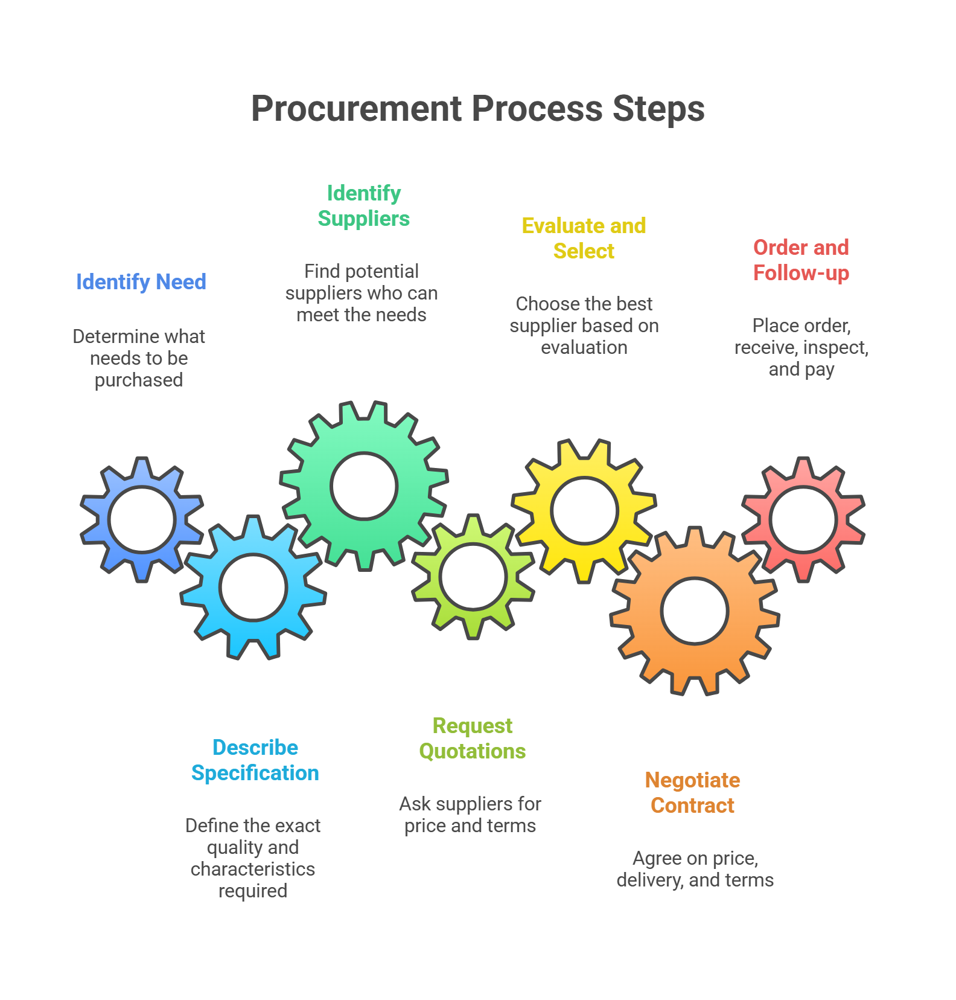 Procurement Process Steps
Identify Need
Determine what
needs to be
purchased
Describe
Specification
Define the exact
quality and
characteristics
required
Identify
Suppliers
Find potential
suppliers who can
meet the needs
Request
Quotations
Ask suppliers for
price and terms
Evaluate and
Select
Choose the best
supplier based on
evaluation
Negotiate
Contract
Agree on price,
delivery, and terms
Order and
Follow-up
Place order,
receive, inspect,
and pay